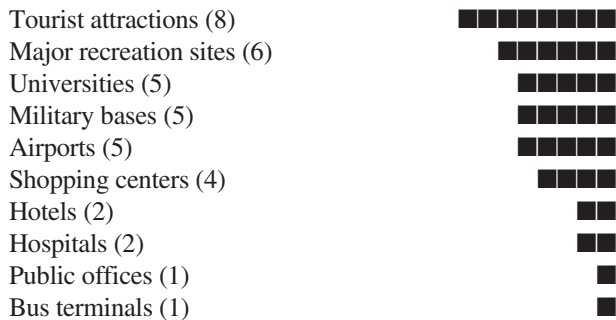 Tourist attractions (8)
Major recreation sites (6)
Universities (5)
Military bases (5)
Airports (5)
Shopping centers (4)
Hotels (2)
Hospitals (2)
Public offices (1)
Bus terminals (1)